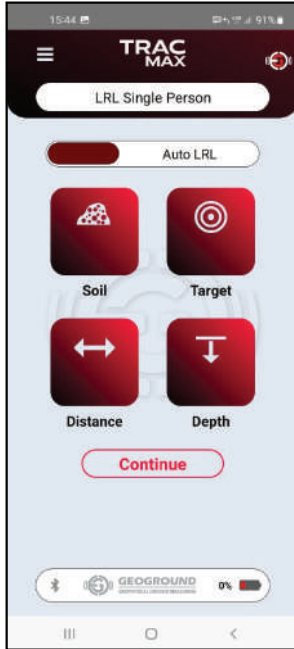 15:44 91%
TRAC
MAX
LRL Single Person
Auto LRL
Soil Target
Distance Depth
Continue
GEOGROUND 0%